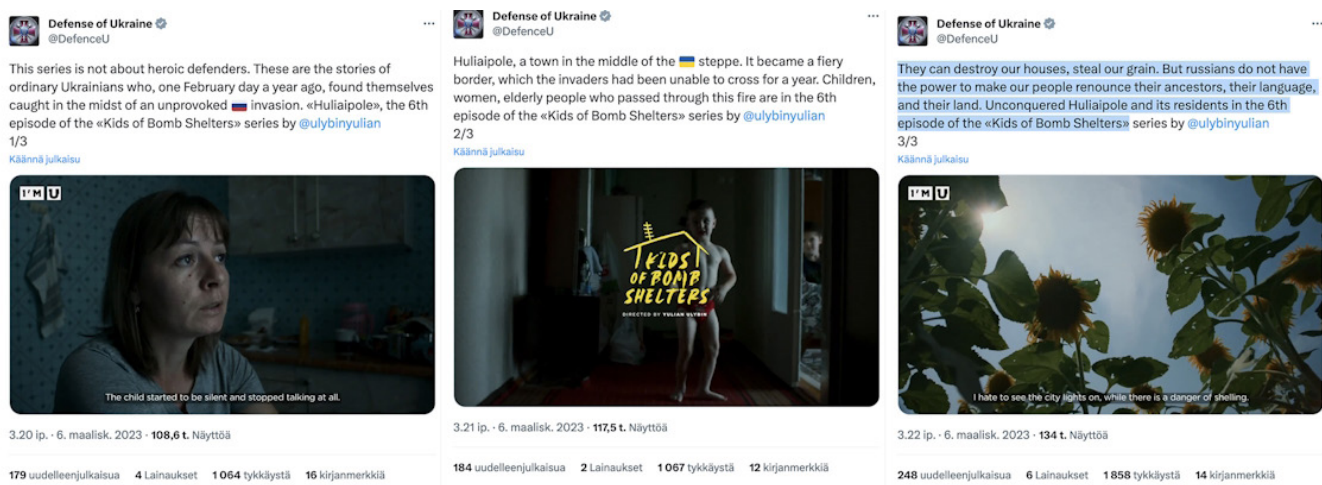 Defense of Ukraine
@DefenceU
This series is not about heroic defenders. These are the stories of
ordinary Ukrainians who, one February day a year ago, found themselves
caught in the midst of an unprovoked 🇷🇺 invasion. «Huliaipole», the 6th
episode of the «Kids of Bomb Shelters» series by @ulybinyulian
1/3
Käännä julkaisu
I'M U
The child started to be silent and stopped talking at all.
3.20 ip. · 6. maalisk. 2023 · 108,6 t. Näyttöä
179 uudelleenjulkaisua 4 Lainaukset 1 064 tykkäystä 16 kirjanmerkkiä
Defense of Ukraine
@DefenceU
Huliaipole, a town in the middle of the 🇺🇦 steppe. It became a fiery
border, which the invaders had been unable to cross for a year. Children,
women, elderly people who passed through this fire are in the 6th
episode of the «Kids of Bomb Shelters» series by @ulybinyulian
2/3
Käännä julkaisu
KIDS
OF BOMB
SHELTERS
DIRECTED BY YULIAN ULYBIN
3.21 ip. · 6. maalisk. 2023 · 117,5 t. Näyttöä
184 uudelleenjulkaisua 2 Lainaukset 1 067 tykkäystä 12 kirjanmerkkiä
Defense of Ukraine
@DefenceU
They can destroy our houses, steal our grain. But russians do not have
the power to make our people renounce their ancestors, their language,
and their land. Unconquered Huliaipole and its residents in the 6th
episode of the «Kids of Bomb Shelters» series by @ulybinyulian
3/3
Käännä julkaisu
I'M U
I hate to see the city lights on, while there is a danger of shelling.
3.22 ip. · 6. maalisk. 2023 · 134 t. Näyttöä
248 uudelleenjulkaisua 6 Lainaukset 1 858 tykkäystä 14 kirjanmerkkiä